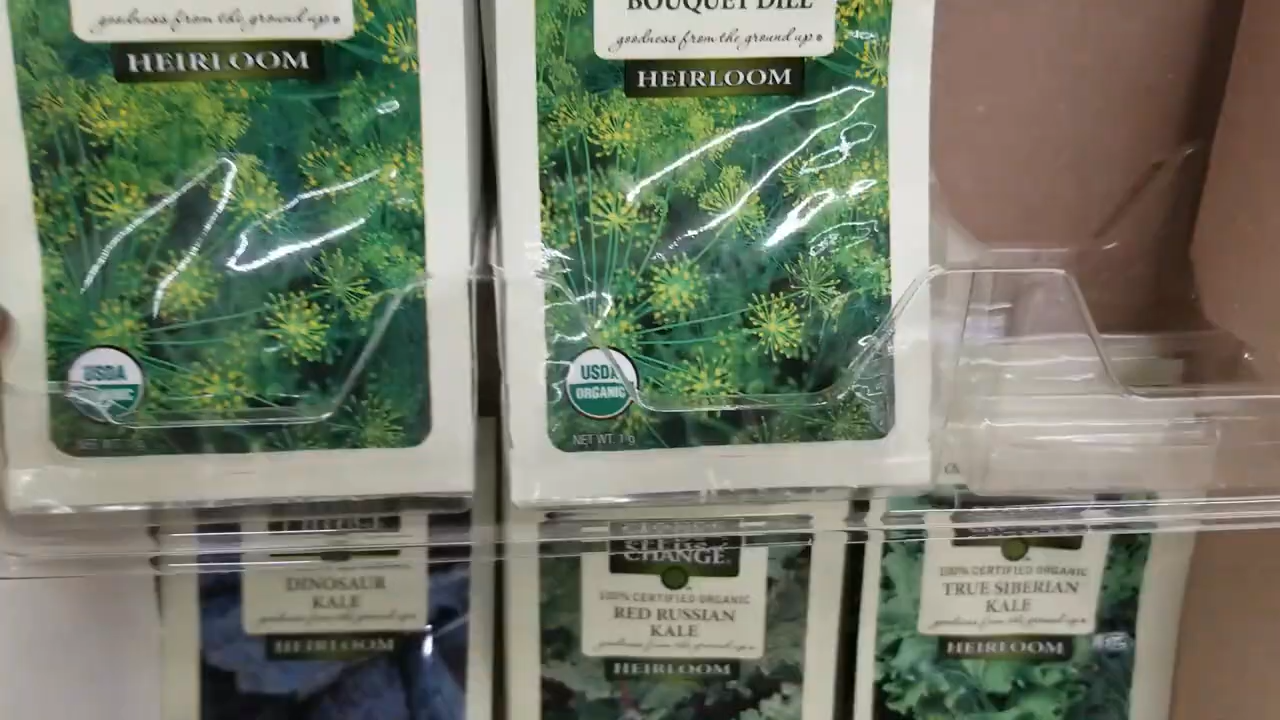 goodness from the ground up
HEIRLOOM
USDA
BOUQUET DILL
goodness from the ground up
HEIRLOOM
USDA
ORGANIC
NET WT. 1 g
DINOSAUR
KALE
goodness from the ground up
HEIRLOOM
SEEDS
CHANGE
100% CERTIFIED ORGANIC
RED RUSSIAN
KALE
goodness from the ground up
HEIRLOOM
100% CERTIFIED ORGANIC
TRUE SIBERIAN
KALE
goodness from the ground up
HEIRLOOM